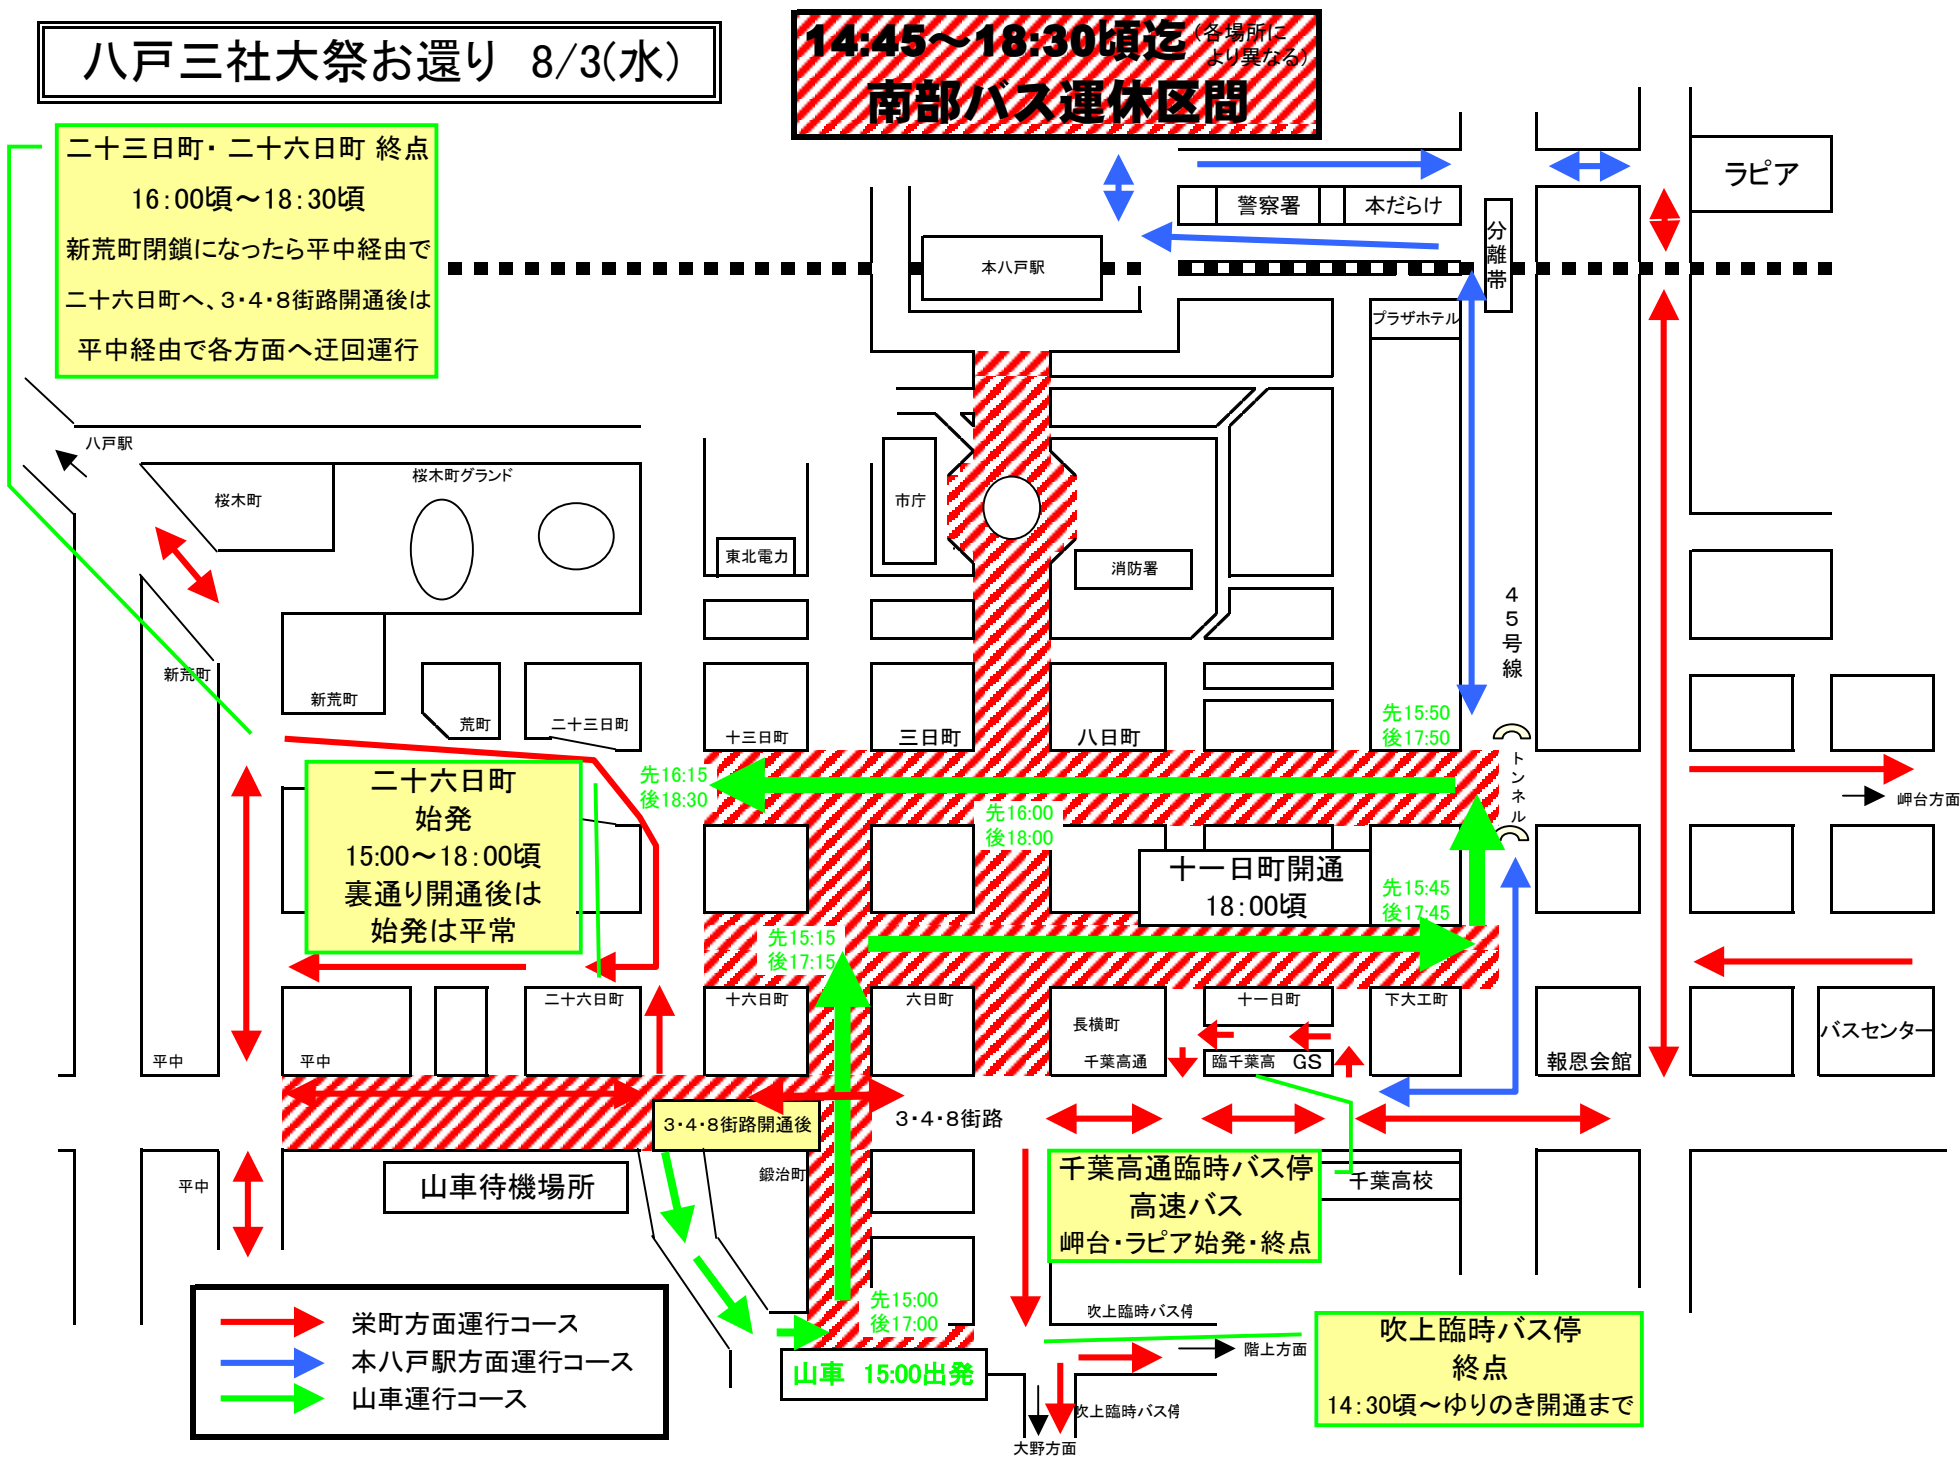 八戸三社大祭お還り 8/3(水)
14:45～18:30頃迄
(各場所に
より異なる)
南部バス運休区間
二十三日町・二十六日町 終点
16:00頃～18:30頃
新荒町閉鎖になったら平中経由で
二十六日町へ、3・4・8街路開通後は
平中経由で各方面へ迂回運行
ラピア
警察署
本だらけ
分離帯
本八戸駅
プラザホテル
八戸駅
桜木町
桜木町グランド
市庁
東北電力
消防署
45号線
新荒町
新荒町
荒町
二十三日町
十三日町
三日町
八日町
先15:50
後17:50
トンネル
先16:15
後18:30
二十六日町
始発
15:00～18:00頃
裏通り開通後は
始発は平常
岬台方面
先16:00
後18:00
十一日町開通
18:00頃
先15:45
後17:45
先15:15
後17:15
二十六日町
十六日町
六日町
長横町
千葉高通
十一日町
臨千葉高 GS
下大工町
報恩会館
バスセンター
平中
平中
3・4・8街路開通後
3・4・8街路
山車待機場所
平中
鍛治町
千葉高通臨時バス停
高速バス
岬台・ラピア始発・終点
千葉高校
先15:00
後17:00
吹上臨時バス停
階上方面
吹上臨時バス停
終点
14:30頃～ゆりのき開通まで
栄町方面運行コース
本八戸駅方面運行コース
山車運行コース
山車 15:00出発
吹上臨時バス停
大野方面